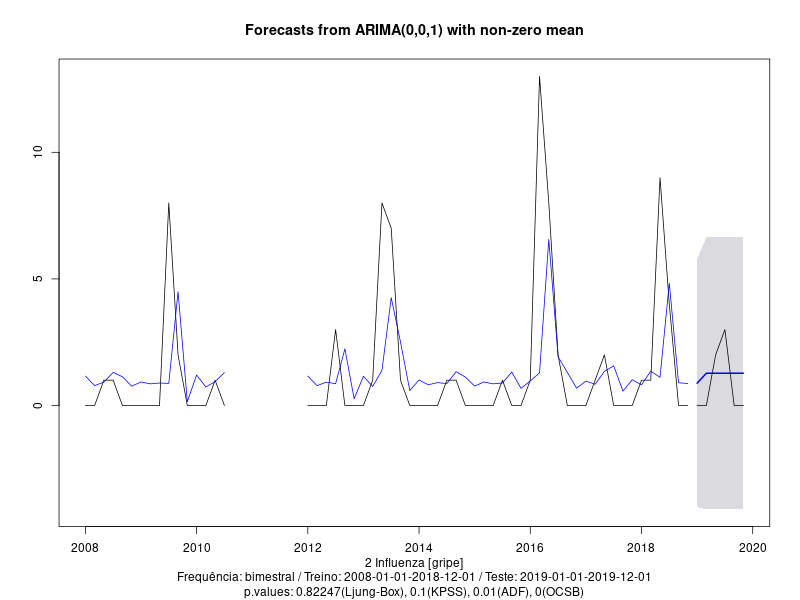 Forecasts from ARIMA(0,0,1) with non-zero mean
10
5
0
2008 2010 2012 2014 2016 2018 2020
2 Influenza [gripe]
Frequência: bimestral / Treino: 2008-01-01-2018-12-01 / Teste: 2019-01-01-2019-12-01
p.values: 0.82247(Ljung-Box), 0.1(KPSS), 0.01(ADF), 0(OCSB)